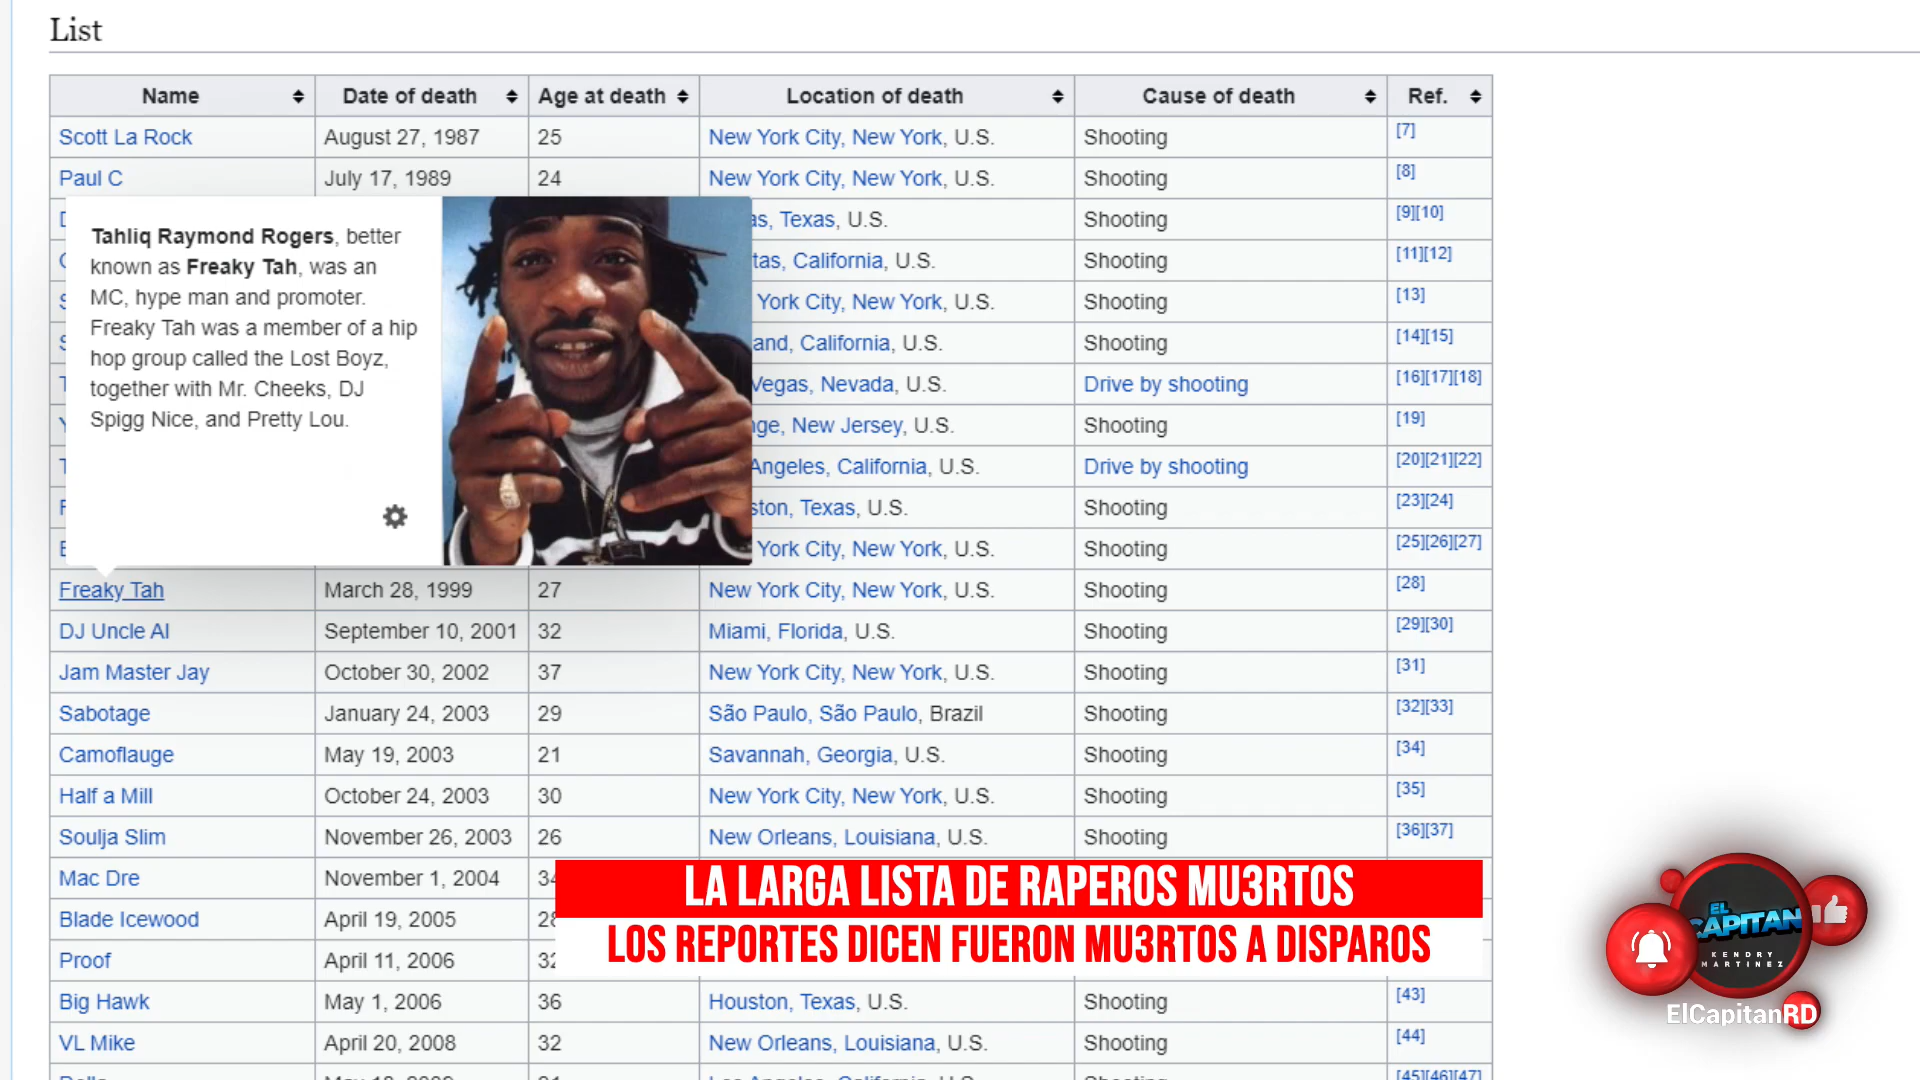 List
Name Date of death Age at death Location of death Cause of death Ref.
Scott La Rock August 27, 1987 25 New York City, New York, U.S. Shooting [7]
Paul C July 17, 1989 24 New York City, New York, U.S. Shooting [8]
Texas, U.S. Shooting [9][10]
California, U.S. Shooting [11][12]
York City, New York, U.S. Shooting [13]
California, U.S. Shooting [14][15]
Vegas, Nevada, U.S. Drive by shooting [16][17][18]
New Jersey, U.S. Shooting [19]
Angeles, California, U.S. Drive by shooting [20][21][22]
Texas, U.S. Shooting [23][24]
York City, New York, U.S. Shooting [25][26][27]
Tahliq Raymond Rogers, better
known as Freaky Tah, was an
MC, hype man and promoter.
Freaky Tah was a member of a hip
hop group called the Lost Boyz,
together with Mr. Cheeks, DJ
Spigg Nice, and Pretty Lou.
Freaky Tah March 28, 1999 27 New York City, New York, U.S. Shooting [28]
DJ Uncle Al September 10, 2001 32 Miami, Florida, U.S. Shooting [29][30]
Jam Master Jay October 30, 2002 37 New York City, New York, U.S. Shooting [31]
Sabotage January 24, 2003 29 São Paulo, São Paulo, Brazil Shooting [32][33]
Camoflauge May 19, 2003 21 Savannah, Georgia, U.S. Shooting [34]
Half a Mill October 24, 2003 30 New York City, New York, U.S. Shooting [35]
Soulja Slim November 26, 2003 26 New Orleans, Louisiana, U.S. Shooting [36][37]
Mac Dre November 1, 2004 34
Blade Icewood April 19, 2005 28
Proof April 11, 2006 32
Big Hawk May 1, 2006 36 Houston, Texas, U.S. Shooting [43]
VL Mike April 20, 2008 32 New Orleans, Louisiana, U.S. Shooting [44]
LA LARGA LISTA DE RAPEROS MU3RTOS
LOS REPORTES DICEN FUERON MU3RTOS A DISPAROS
EL
CAPITAN
KENDRY
MARTINEZ
ElCapitanRD